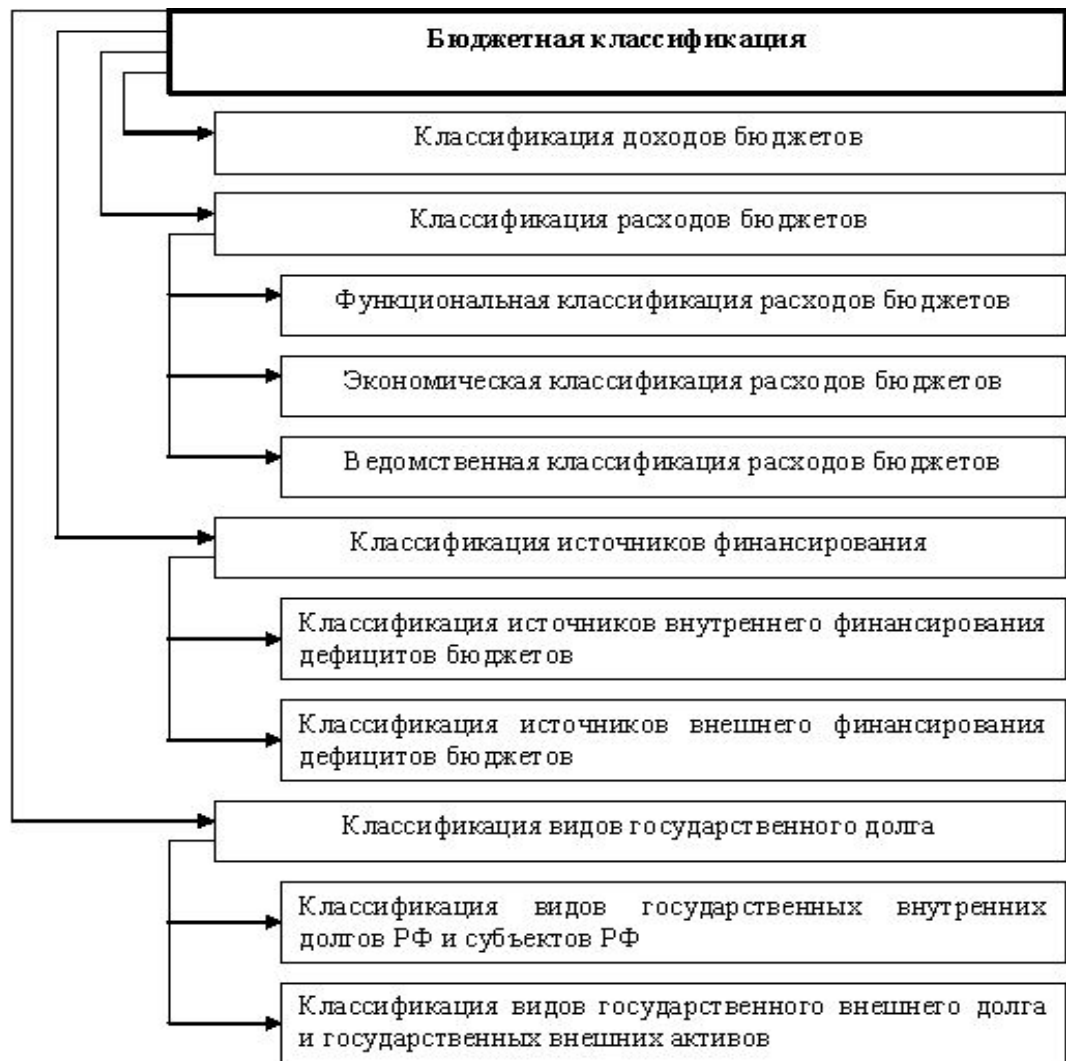 Бюджетная классификация
Классификация доходов бюджетов
Классификация расходов бюджетов
Функциональная классификация расходов бюджетов
Экономическая классификация расходов бюджетов
Ведомственная классификация расходов бюджетов
Классификация источников финансирования
Классификация источников внутреннего финансирования
дефицитов бюджетов
Классификация источников внешнего финансирования
дефицитов бюджетов
Классификация видов государственного долга
Классификация видов государственных внутренних
долгов РФ и субъектов РФ
Классификация видов государственного внешнего долга
и государственных внешних активов